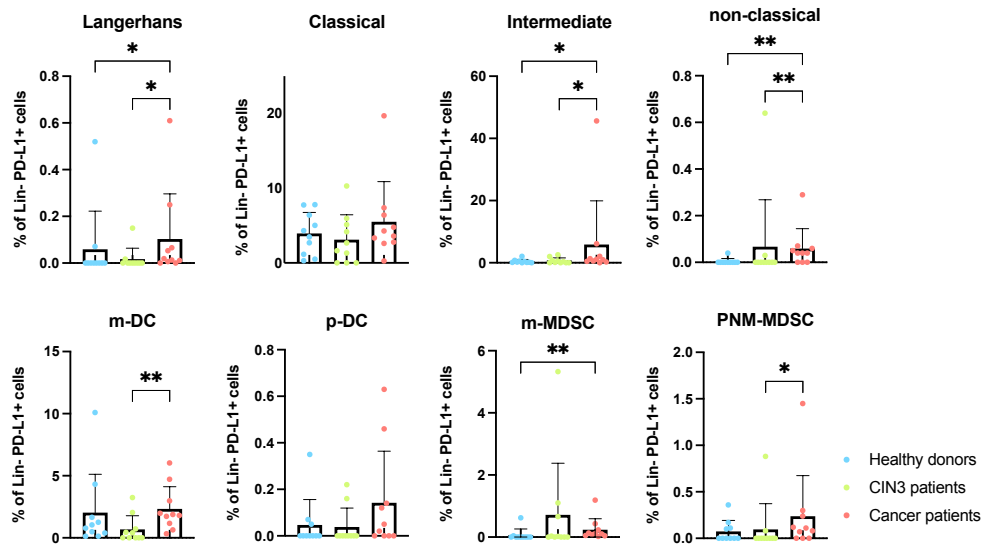 Langerhans
% of Lin- PD-L1+ cells
0.8
0.6
0.4
0.2
0.0
*
*
Classical
% of Lin- PD-L1+ cells
20
10
0
Intermediate
% of Lin- PD-L1+ cells
60
40
20
0
*
*
non-classical
% of Lin- PD-L1+ cells
0.8
0.6
0.4
0.2
0.0
**
**
m-DC
% of Lin- PD-L1+ cells
15
10
5
0
**
p-DC
% of Lin- PD-L1+ cells
0.8
0.6
0.4
0.2
0.0
m-MDSC
% of Lin- PD-L1+ cells
6
4
2
0
**
PNM-MDSC
% of Lin- PD-L1+ cells
2.0
1.5
1.0
0.5
0.0
*
Healthy donors
CIN3 patients
Cancer patients